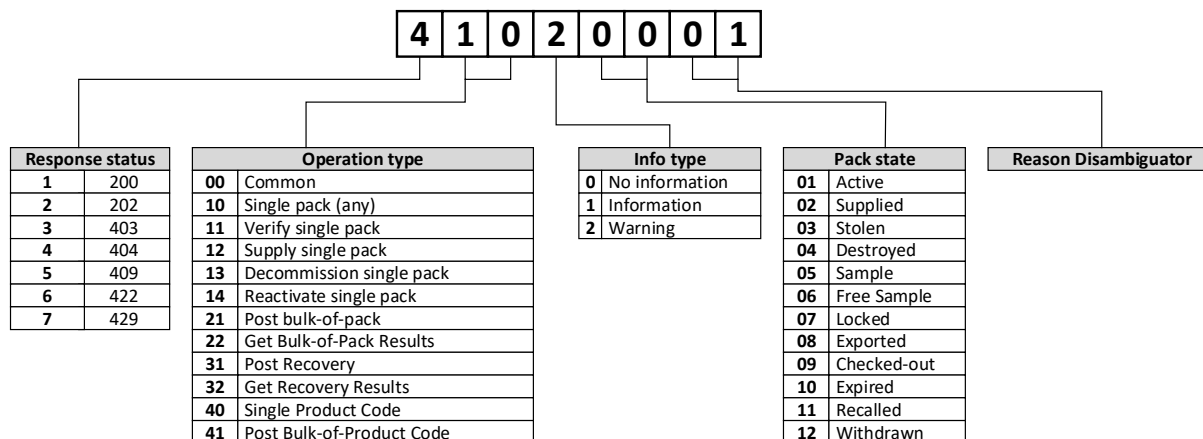 4 1 0 2 0 0 0 1
Response status
1 200
2 202
3 403
4 404
5 409
6 422
7 429
Operation type
00 Common
10 Single pack (any)
11 Verify single pack
12 Supply single pack
13 Decommission single pack
14 Reactivate single pack
21 Post bulk-of-pack
22 Get Bulk-of-Pack Results
31 Post Recovery
32 Get Recovery Results
40 Single Product Code
41 Post Bulk-of-Product Code
Info type
0 No information
1 Information
2 Warning
Pack state
01 Active
02 Supplied
03 Stolen
04 Destroyed
05 Sample
06 Free Sample
07 Locked
08 Exported
09 Checked-out
10 Expired
11 Recalled
12 Withdrawn
Reason Disambiguator